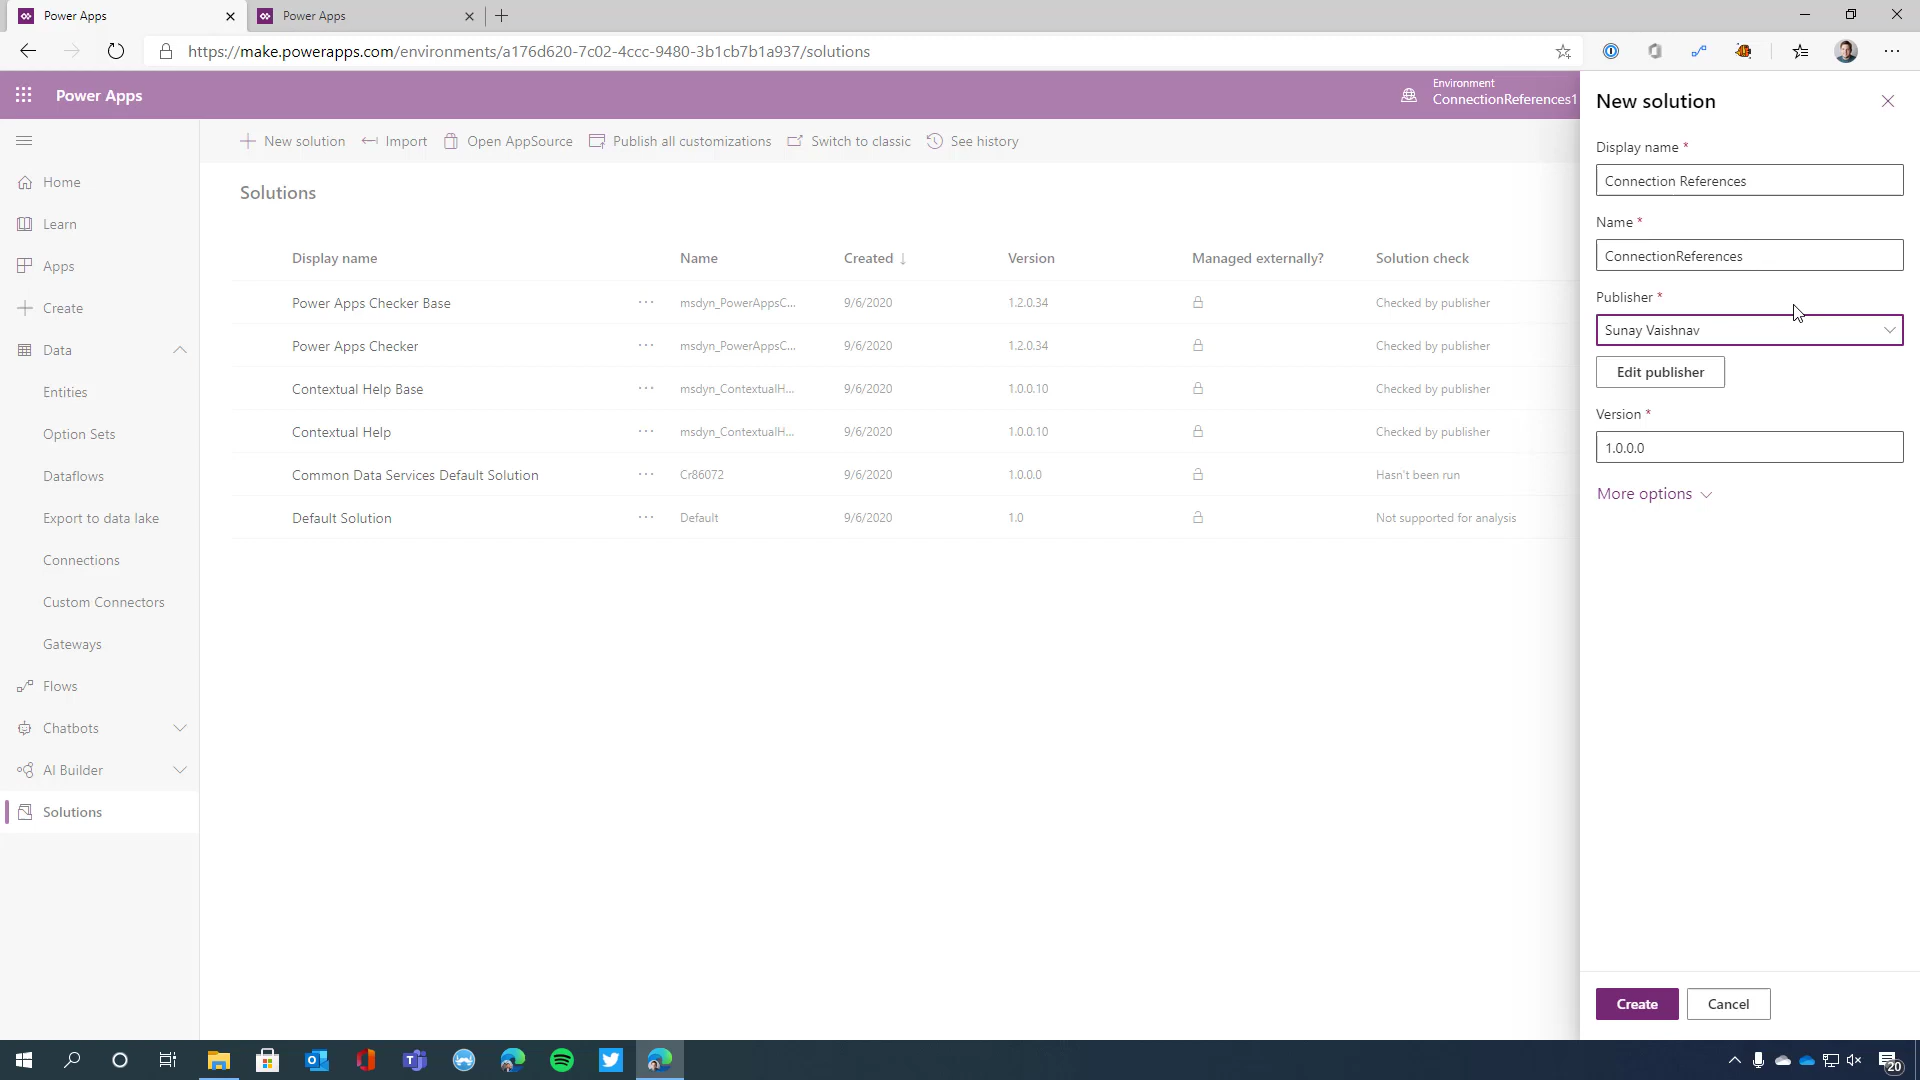 Power Apps
Power Apps
https://make.powerapps.com/environments/a176d620-7c02-4ccc-9480-3b1cb7b1a937/solutions
Power Apps
Environment
ConnectionReferences1
New solution
Import
Open AppSource
Publish all customizations
Switch to classic
See history
Home
Learn
Apps
Create
Data
Entities
Option Sets
Dataflows
Export to data lake
Connections
Custom Connectors
Gateways
Flows
Chatbots
AI Builder
Solutions
Solutions
Display name Name Created ↓ Version Managed externally? Solution check
Power Apps Checker Base ··· msdyn_PowerAppsC... 9/6/2020 1.2.0.34 Checked by publisher
Power Apps Checker ··· msdyn_PowerAppsC... 9/6/2020 1.2.0.34 Checked by publisher
Contextual Help Base ··· msdyn_ContextualH... 9/6/2020 1.0.0.10 Checked by publisher
Contextual Help ··· msdyn_ContextualH... 9/6/2020 1.0.0.10 Checked by publisher
Common Data Services Default Solution ··· Cr86072 9/6/2020 1.0.0.0 Hasn't been run
Default Solution ··· Default 9/6/2020 1.0 Not supported for analysis
New solution
Display name *
Connection References
Name *
ConnectionReferences
Publisher *
Sunay Vaishnav
Edit publisher
Version *
1.0.0.0
More options
Create
Cancel
20